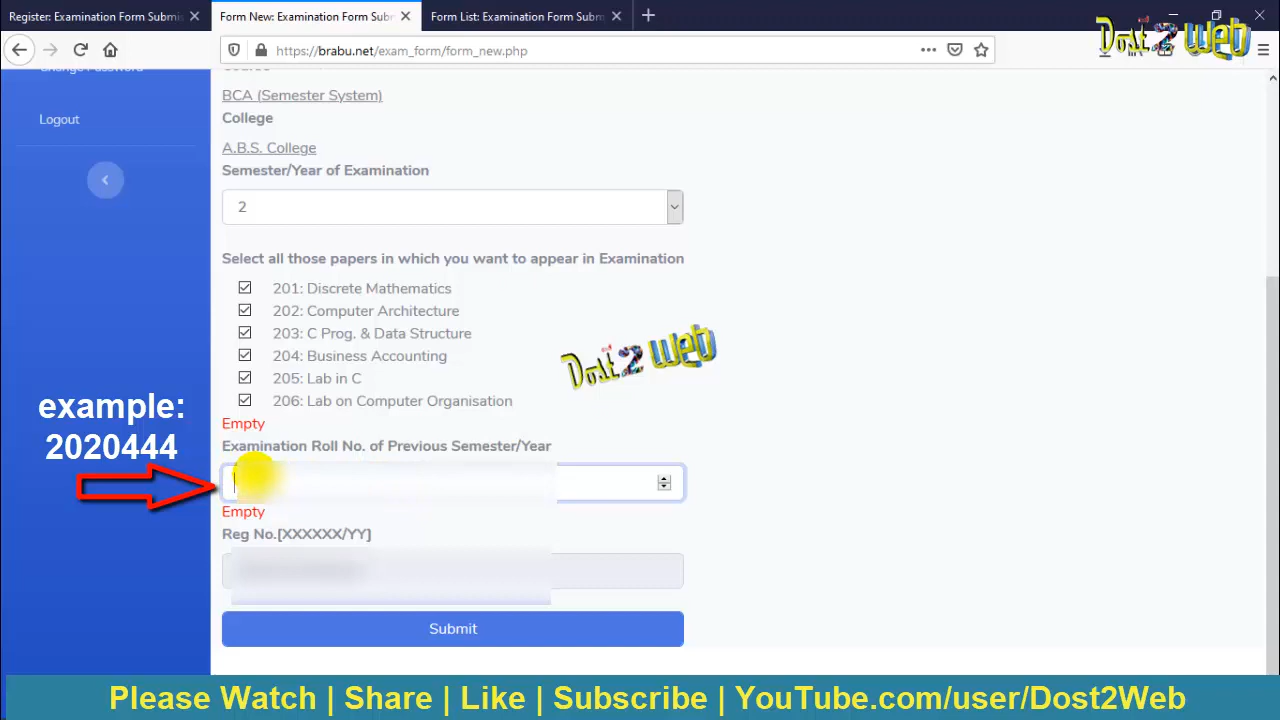 Register: Examination Form Submis
Form New: Examination Form Sub
Form List: Examination Form Subm
https://brabu.net/exam_form/form_new.php
Dost2Web
Change Password
Logout
Course
BCA (Semester System)
College
A.B.S. College
Semester/Year of Examination
2
Select all those papers in which you want to appear in Examination
201: Discrete Mathematics
202: Computer Architecture
203: C Prog. & Data Structure
204: Business Accounting
205: Lab in C
206: Lab on Computer Organisation
Dost2Web
Empty
example:
2020444
Examination Roll No. of Previous Semester/Year
Empty
Reg No.[XXXXXX/YY]
Submit
Please Watch | Share | Like | Subscribe | YouTube.com/user/Dost2Web